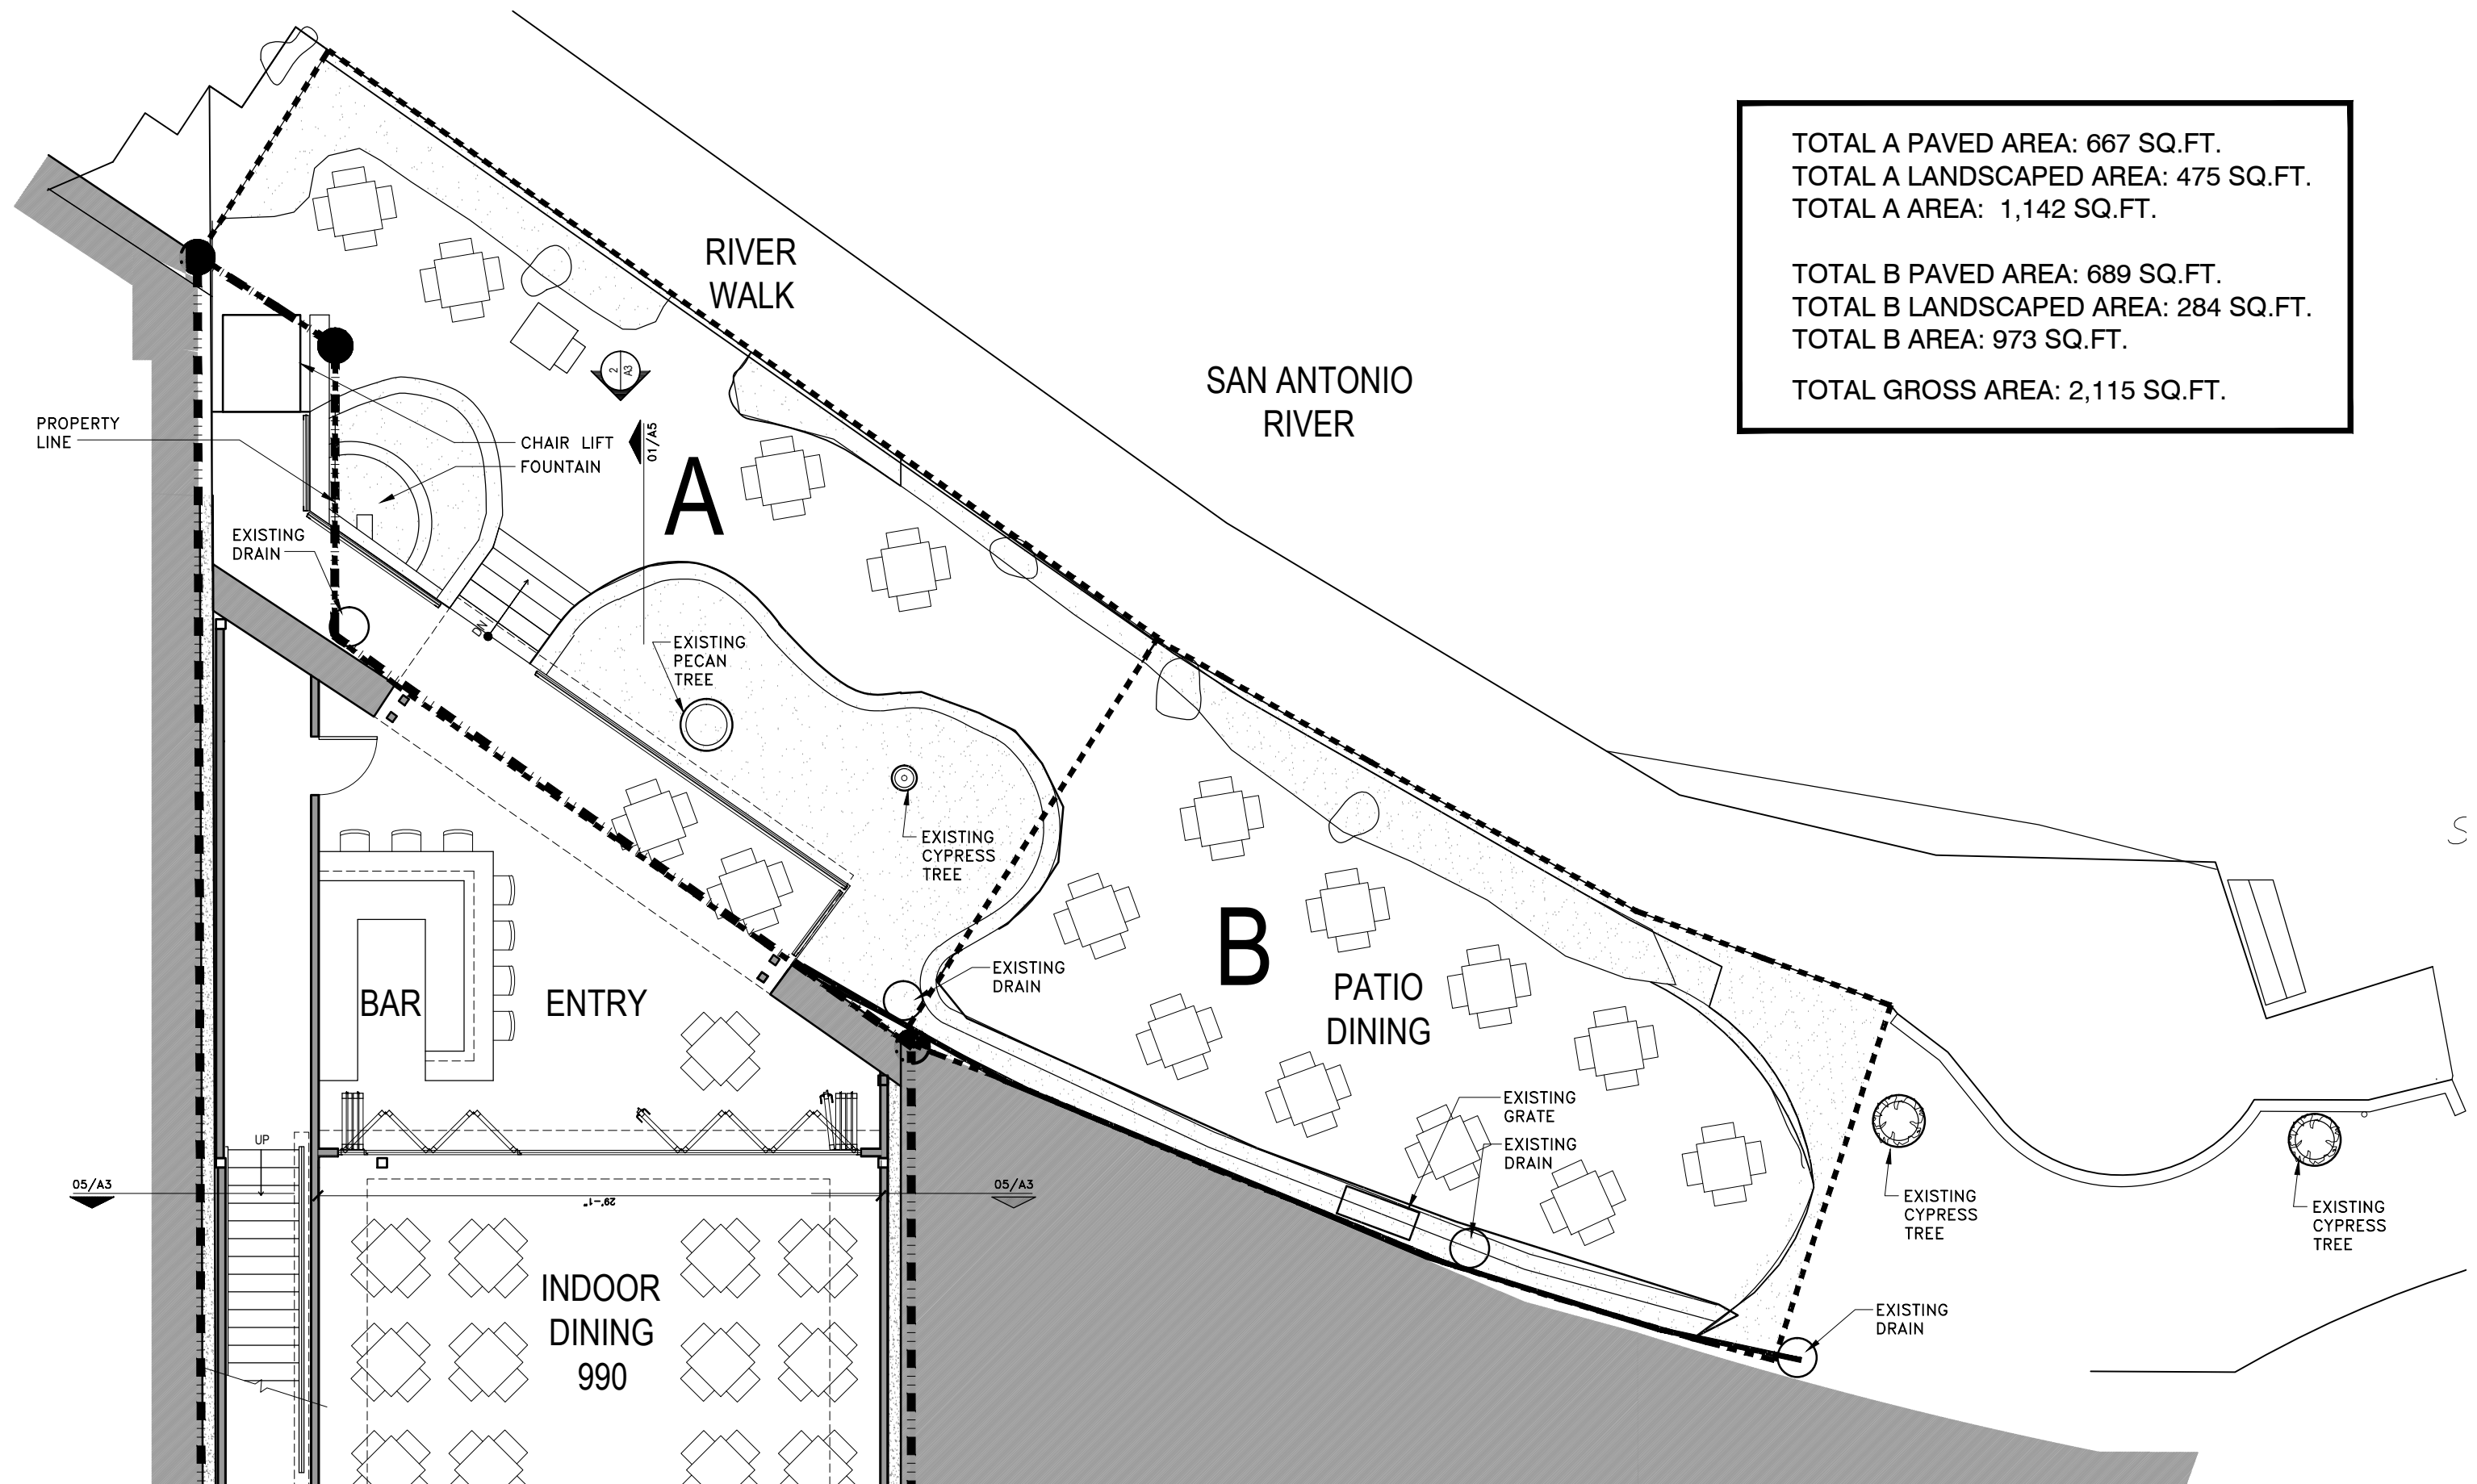 TOTAL A PAVED AREA: 667 SQ.FT.
TOTAL A LANDSCAPED AREA: 475 SQ.FT.
TOTAL A AREA: 1,142 SQ.FT.
TOTAL B PAVED AREA: 689 SQ.FT.
TOTAL B LANDSCAPED AREA: 284 SQ.FT.
TOTAL B AREA: 973 SQ.FT.
TOTAL GROSS AREA: 2,115 SQ.FT.
RIVER
WALK
SAN ANTONIO
RIVER
2
A3
PROPERTY
LINE
CHAIR LIFT
FOUNTAIN
01/A5
A
EXISTING
DRAIN
DN
EXISTING
PECAN
TREE
EXISTING
CYPRESS
TREE
EXISTING
DRAIN
B
PATIO
DINING
BAR
ENTRY
EXISTING
GRATE
EXISTING
DRAIN
UP
05/A3
05/A3
29'-1"
EXISTING
CYPRESS
TREE
EXISTING
CYPRESS
TREE
INDOOR
DINING
990
EXISTING
DRAIN
S